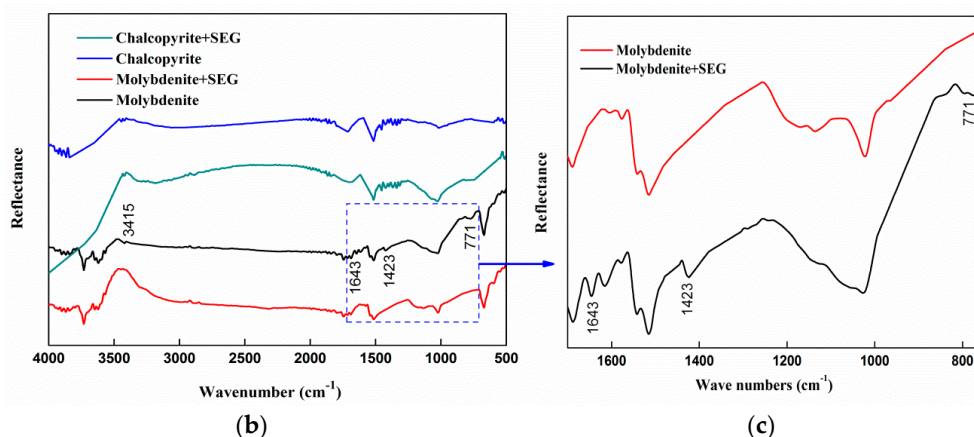 Chalcopyrite+SEG
Chalcopyrite
Molybdenite+SEG
Molybdenite
Reflectance
3415
1643
1423
771
4000 3500 3000 2500 2000 1500 1000 500
Wavenumber (cm⁻¹)
(b)
Molybdenite
Molybdenite+SEG
Reflectance
1643
1423
771
1600 1400 1200 1000 800
Wave numbers (cm⁻¹)
(c)